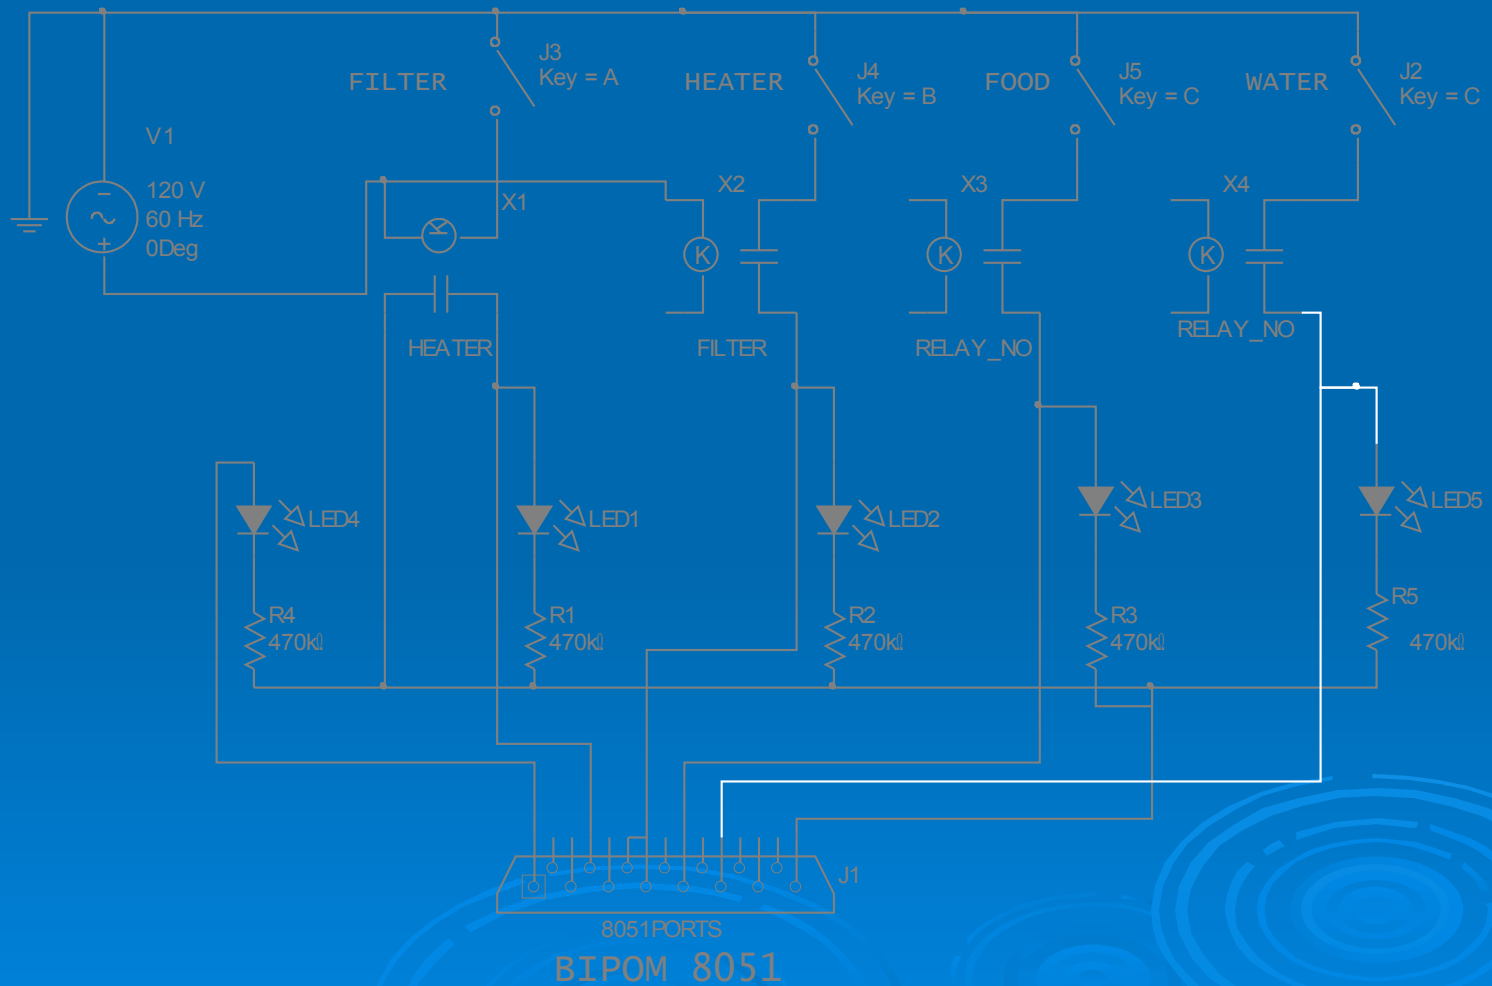 J3
Key = A
FILTER
J4
Key = B
HEATER
J5
Key = C
FOOD
J2
Key = C
WATER
V1
120 V
60 Hz
0Deg
X1
X2
X3
X4
K
K
K
K
HEATER
FILTER
RELAY_NO
RELAY_NO
LED4
LED1
LED2
LED3
LED5
R4
470kΩ
R1
470kΩ
R2
470kΩ
R3
470kΩ
R5
470kΩ
J1
8051PORTS
BIPOM 8051